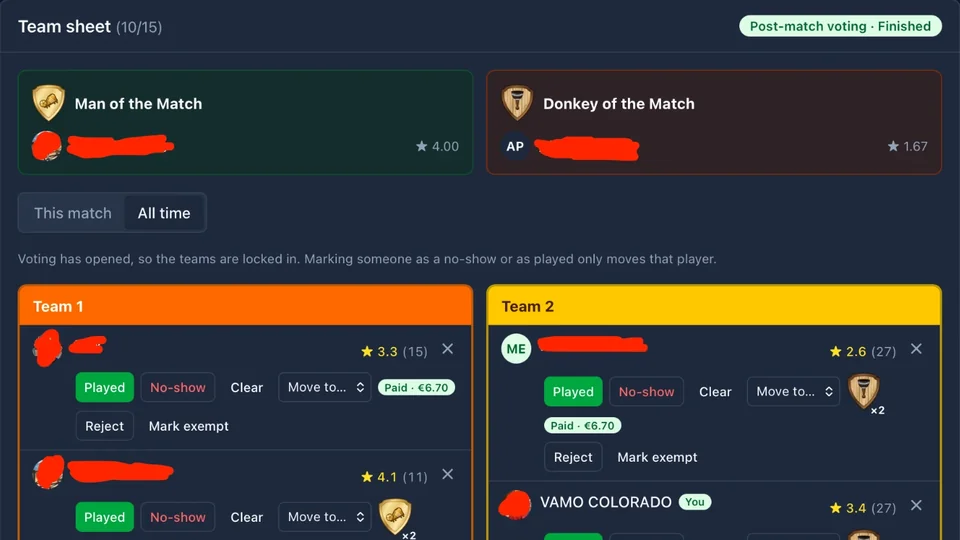 Team sheet (10/15)
Post-match voting · Finished
Man of the Match
★ 4.00
Donkey of the Match
AP
★ 1.67
This match
All time
Voting has opened, so the teams are locked in. Marking someone as a no-show or as played only moves that player.
Team 1
★ 3.3 (15) ×
Played No-show Clear Move to... Paid · €6.70
Reject Mark exempt
★ 4.1 (11) ×
Played No-show Clear Move to... ×2
Team 2
ME ★ 2.6 (27) ×
Played No-show Clear Move to... ×2
Paid · €6.70
Reject Mark exempt
VAMO COLORADO You ★ 3.4 (27) ×